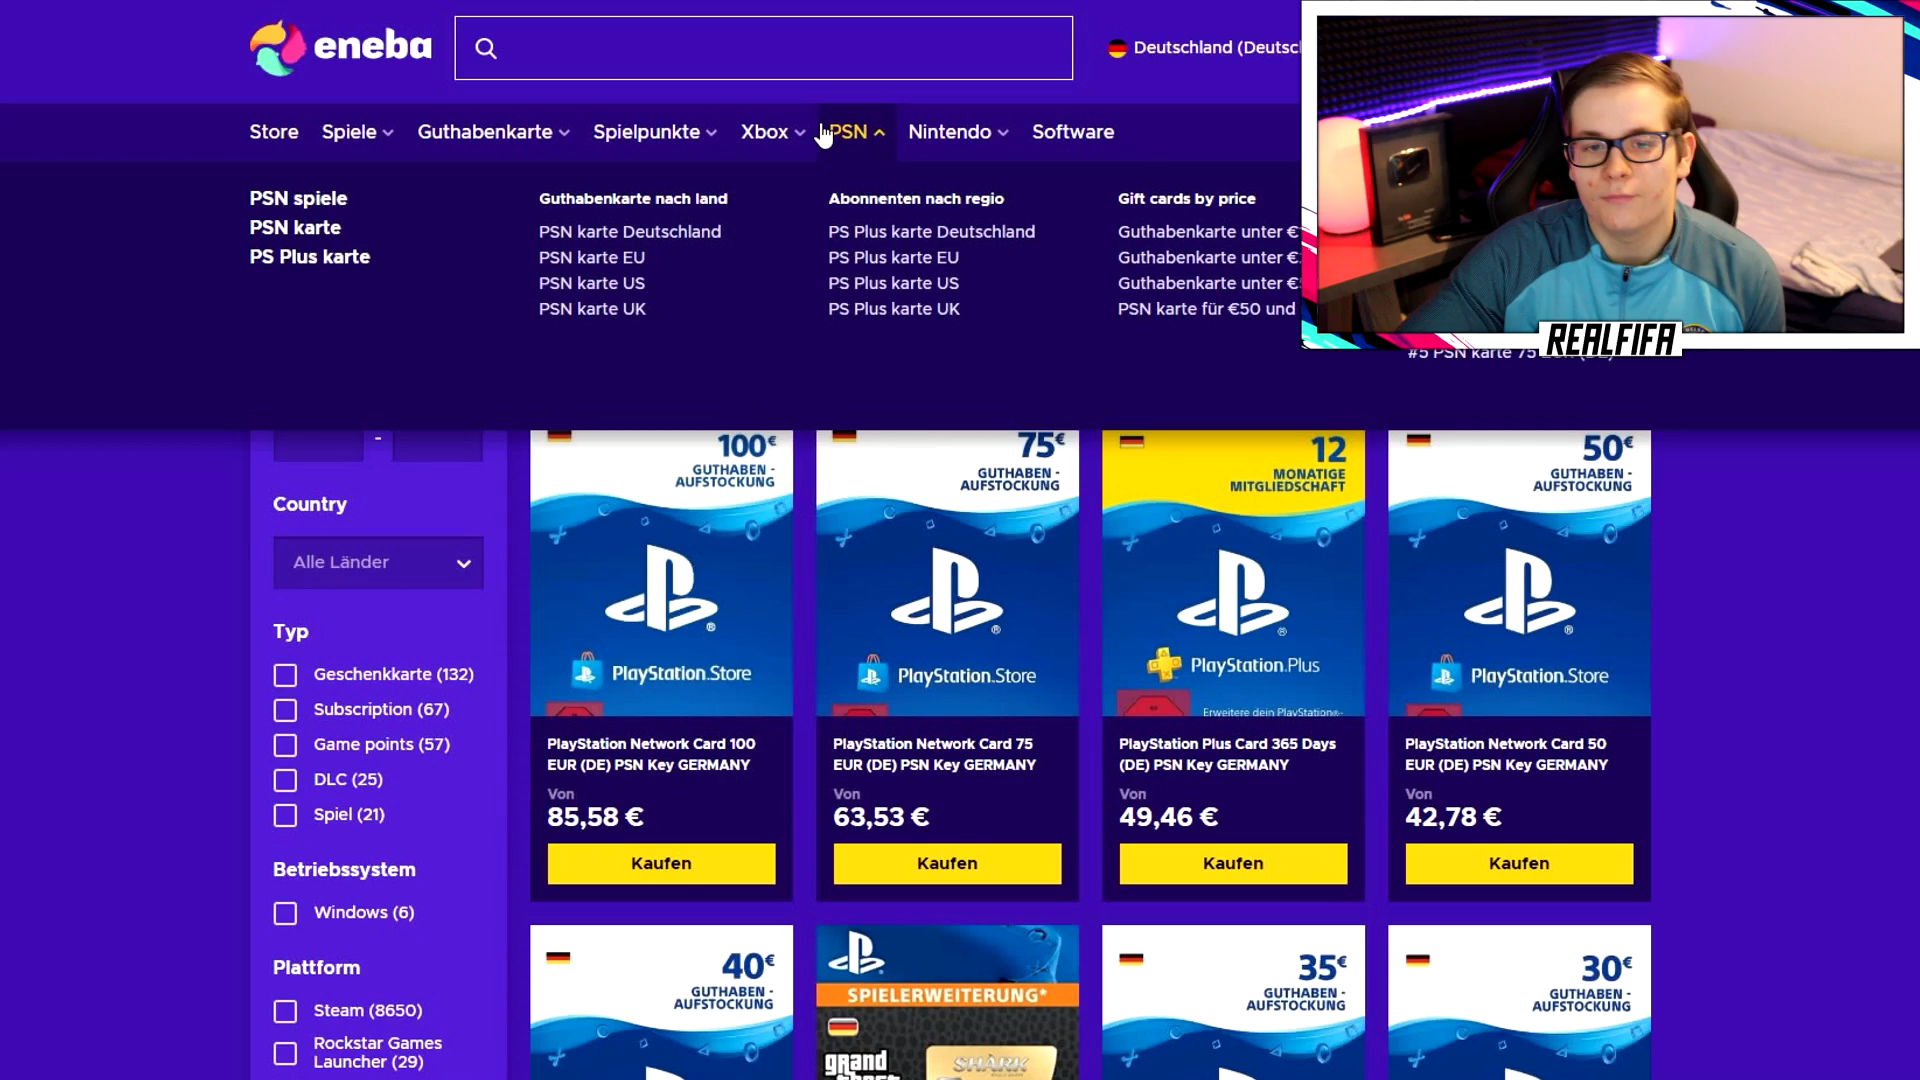 eneba
Deutschland (Deutsc
Store
Spiele
Guthabenkarte
Spielpunkte
Xbox
PSN
Nintendo
Software
PSN spiele
PSN karte
PS Plus karte
Guthabenkarte nach land
PSN karte Deutschland
PSN karte EU
PSN karte US
PSN karte UK
Abonnenten nach regio
PS Plus karte Deutschland
PS Plus karte EU
PS Plus karte US
PS Plus karte UK
Gift cards by price
Guthabenkarte unter €
Guthabenkarte unter €
Guthabenkarte unter €
PSN karte für €50 und
#5 PSN karte 75
REALFIFA
-
Country
Alle Länder
Typ
Geschenkkarte (132)
Subscription (67)
Game points (57)
DLC (25)
Spiel (21)
Betriebssystem
Windows (6)
Plattform
Steam (8650)
Rockstar Games
Launcher (29)
100€
GUTHABEN -
AUFSTOCKUNG
PlayStation.Store
PlayStation Network Card 100
EUR (DE) PSN Key GERMANY
Von
85,58 €
Kaufen
75€
GUTHABEN -
AUFSTOCKUNG
PlayStation.Store
PlayStation Network Card 75
EUR (DE) PSN Key GERMANY
Von
63,53 €
Kaufen
12
MONATIGE
MITGLIEDSCHAFT
PlayStation.Plus
Erweitere dein PlayStation®-
PlayStation Plus Card 365 Days
(DE) PSN Key GERMANY
Von
49,46 €
Kaufen
50€
GUTHABEN -
AUFSTOCKUNG
PlayStation.Store
PlayStation Network Card 50
EUR (DE) PSN Key GERMANY
Von
42,78 €
Kaufen
40€
GUTHABEN -
AUFSTOCKUNG
SPIELERWEITERUNG*
grand
SHARK
35€
GUTHABEN -
AUFSTOCKUNG
30€
GUTHABEN -
AUFSTOCKUNG